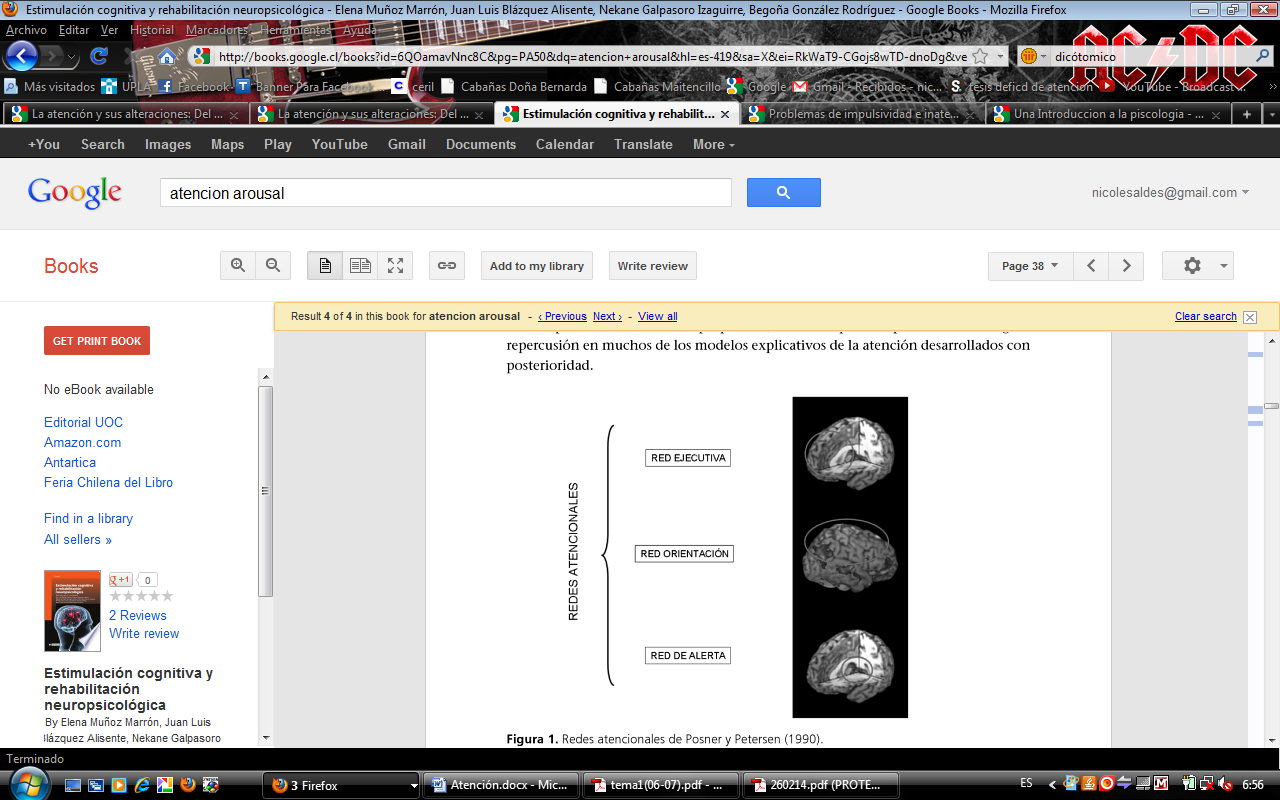 Estimulación cognitiva y rehabilitación neuropsicológica - Elena Muñoz Marrón, Juan Luis Blázquez Alisente, Nekane Galpasoro Izaguirre, Begoña González Rodríguez - Google Books - Mozilla Firefox
Archivo Editar Ver Historial Marcadores Herramientas Ayuda
http://books.google.cl/books?id=6QOamavNnc8C&pg=PA50&dq=atencion+arousal&hl=es-419&sa=X&ei=RkWaT9-CGojs8wTD-dnoDg&ve
dicótomico
AC DC
Más visitados UPLA Facebook Banner Para Facebook ... ceril Cabañas Doña Bernarda Cabañas Maitencillo Google Gmail - Recibidos - nic... tesis deficd de atencion YouTube - Broadcast
La atención y sus alteraciones: Del ... La atención y sus alteraciones: Del ... Estimulación cognitiva y rehabilit... Problemas de impulsividad e inate... Una Introduccion a la piscologia - ...
+You Search Images Maps Play YouTube Gmail Documents Calendar Translate More
Google atencion arousal nicolesaldes@gmail.com
Books Add to my library Write review Page 38
Result 4 of 4 in this book for atencion arousal - ‹ Previous Next › - View all Clear search
GET PRINT BOOK
No eBook available
Editorial UOC
Amazon.com
Antartica
Feria Chilena del Libro
Find in a library
All sellers »
g +1 0
2 Reviews
Write review
Estimulación cognitiva y
rehabilitación
neuropsicológica
By Elena Muñoz Marrón, Juan Luis
Blázquez Alisente, Nekane Galpasoro
repercusión en muchos de los modelos explicativos de la atención desarrollados con
posterioridad.
REDES ATENCIONALES
RED EJECUTIVA
RED ORIENTACIÓN
RED DE ALERTA
Figura 1. Redes atencionales de Posner y Petersen (1990).
Terminado
3 Firefox Atención.docx - Mic... tema1(06-07).pdf - ... 260214.pdf (PROTE... ES 6:56